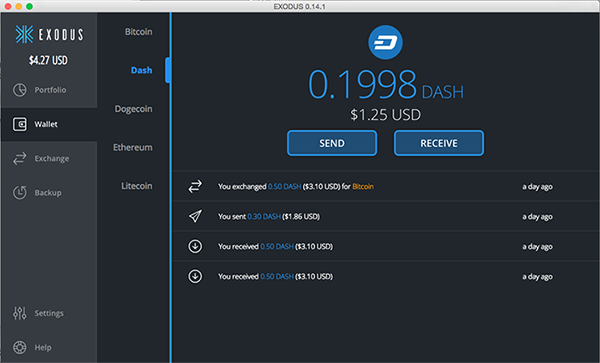 EXODUS 0.14.1
EXODUS
$4.27 USD
Portfolio
Wallet
Exchange
Backup
Settings
Help
Bitcoin
Dash
Dogecoin
Ethereum
Litecoin
0.1998 DASH
$1.25 USD
SEND
RECEIVE
You exchanged 0.50 DASH ($3.10 USD) for Bitcoin a day ago
You sent 0.30 DASH ($1.86 USD) a day ago
You received 0.50 DASH ($3.10 USD) a day ago
You received 0.50 DASH ($3.10 USD) a day ago